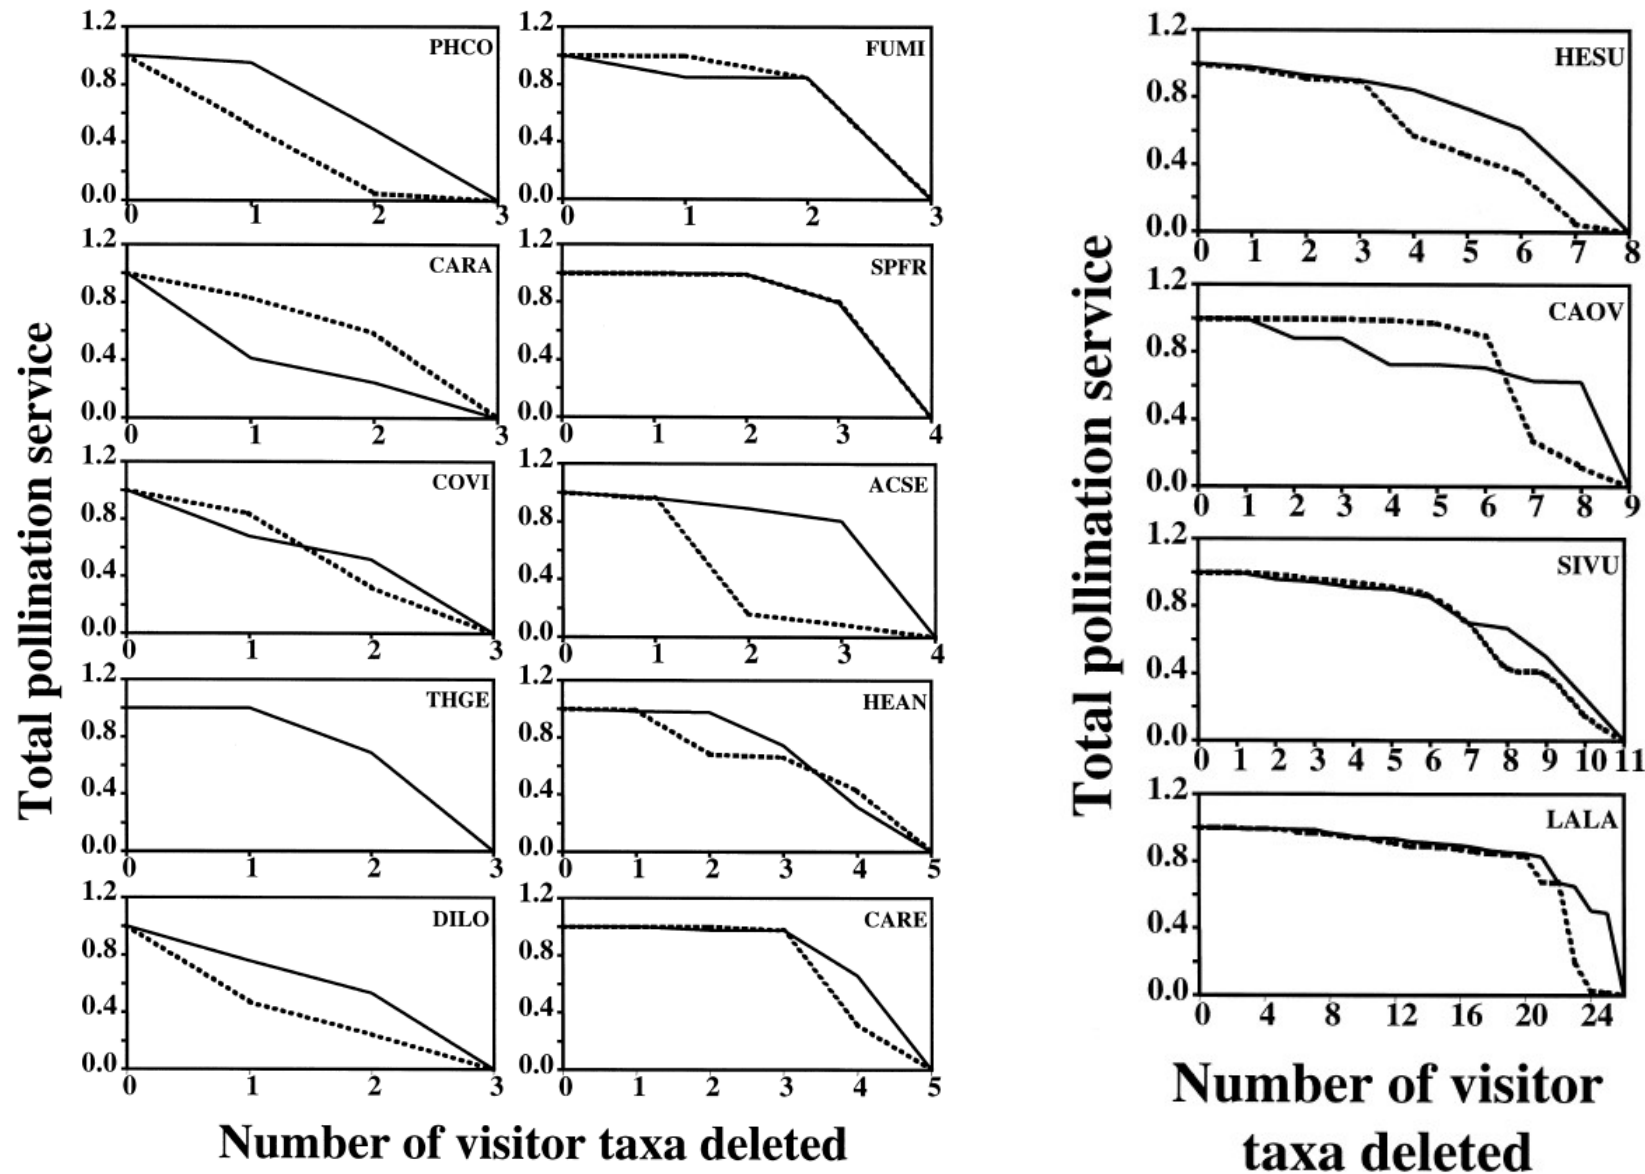 Total pollination service
1.2
0.8
0.4
0.0
PHCO
0 1 2 3
1.2
0.8
0.4
0.0
FUMI
0 1 2 3
1.2
0.8
0.4
0.0
CARA
0 1 2 3
1.2
0.8
0.4
0.0
SPFR
0 1 2 3 4
1.2
0.8
0.4
0.0
COVI
0 1 2 3
1.2
0.8
0.4
0.0
ACSE
0 1 2 3 4
1.2
0.8
0.4
0.0
THGE
0 1 2 3
1.2
0.8
0.4
0.0
HEAN
0 1 2 3 4 5
1.2
0.8
0.4
0.0
DILO
0 1 2 3
1.2
0.8
0.4
0.0
CARE
0 1 2 3 4 5
Number of visitor taxa deleted
Total pollination service
1.2
0.8
0.4
0.0
HESU
0 1 2 3 4 5 6 7 8
1.2
0.8
0.4
0.0
CAOV
0 1 2 3 4 5 6 7 8 9
1.2
0.8
0.4
0.0
SIVU
0 1 2 3 4 5 6 7 8 9 10 11
1.2
0.8
0.4
0.0
LALA
0 4 8 12 16 20 24
Number of visitor
taxa deleted